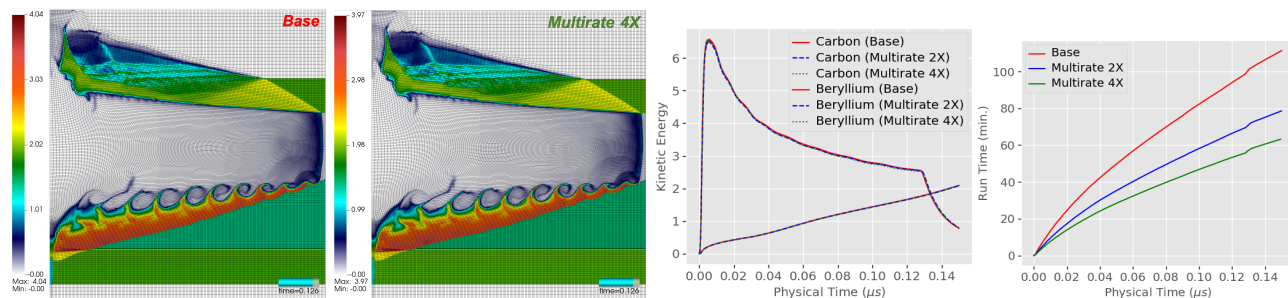 Base
4.04
3.03
2.02
1.01
-0.00
Max: 4.04
Min: -0.00
time=0.126
Multirate 4X
3.97
2.98
1.98
0.99
-0.00
Max: 3.97
Min: -0.00
time=0.126
Carbon (Base)
Carbon (Multirate 2X)
Carbon (Multirate 4X)
Beryllium (Base)
Beryllium (Multirate 2X)
Beryllium (Multirate 4X)
Kinetic Energy
6
5
4
3
2
1
0
0.00 0.02 0.04 0.06 0.08 0.10 0.12 0.14
Physical Time (μs)
Base
Multirate 2X
Multirate 4X
Run Time (min.)
100
80
60
40
20
0
0.00 0.02 0.04 0.06 0.08 0.10 0.12 0.14
Physical Time (μs)